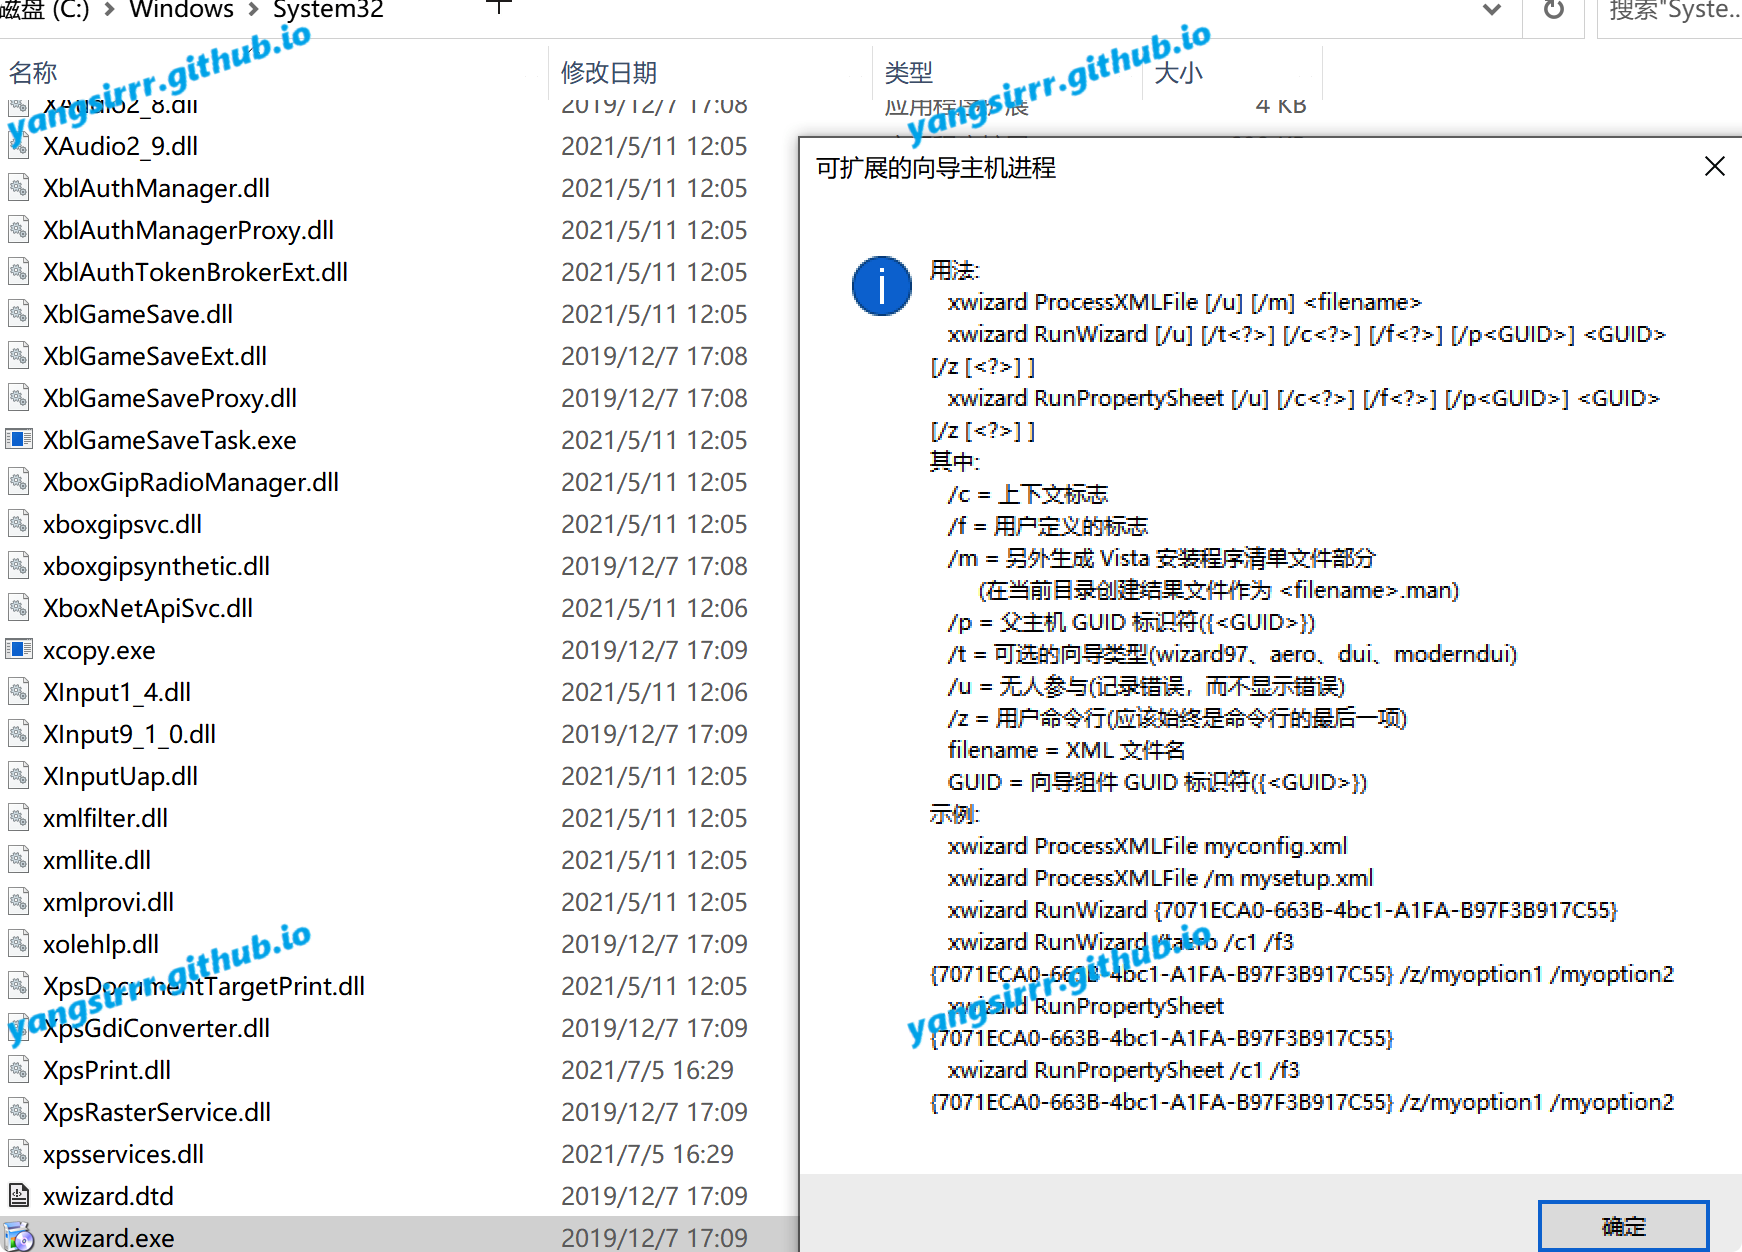 磁盘 (C:) > Windows > System32
搜索"Syste...
名称 修改日期 类型 大小
XAudio2_8.dll 2019/12/7 17:08 应用程序扩展 4 KB
XAudio2_9.dll 2021/5/11 12:05
XblAuthManager.dll 2021/5/11 12:05
XblAuthManagerProxy.dll 2021/5/11 12:05
XblAuthTokenBrokerExt.dll 2021/5/11 12:05
XblGameSave.dll 2021/5/11 12:05
XblGameSaveExt.dll 2019/12/7 17:08
XblGameSaveProxy.dll 2019/12/7 17:08
XblGameSaveTask.exe 2021/5/11 12:05
XboxGipRadioManager.dll 2021/5/11 12:05
xboxgipsvc.dll 2021/5/11 12:05
xboxgipsynthetic.dll 2019/12/7 17:08
XboxNetApiSvc.dll 2021/5/11 12:06
xcopy.exe 2019/12/7 17:09
XInput1_4.dll 2021/5/11 12:06
XInput9_1_0.dll 2019/12/7 17:09
XInputUap.dll 2021/5/11 12:05
xmlfilter.dll 2021/5/11 12:05
xmllite.dll 2021/5/11 12:05
xmlprovi.dll 2021/5/11 12:05
xolehlp.dll 2019/12/7 17:09
XpsDocumentTargetPrint.dll 2021/5/11 12:05
XpsGdiConverter.dll 2019/12/7 17:09
XpsPrint.dll 2021/7/5 16:29
XpsRasterService.dll 2019/12/7 17:09
xpsservices.dll 2021/7/5 16:29
xwizard.dtd 2019/12/7 17:09
xwizard.exe 2019/12/7 17:09
可扩展的向导主机进程
用法:
xwizard ProcessXMLFile [/u] [/m] <filename>
xwizard RunWizard [/u] [/t<?>] [/c<?>] [/f<?>] [/p<GUID>] <GUID>
[/z [<?>] ]
xwizard RunPropertySheet [/u] [/c<?>] [/f<?>] [/p<GUID>] <GUID>
[/z [<?>] ]
其中:
/c = 上下文标志
/f = 用户定义的标志
/m = 另外生成 Vista 安装程序清单文件部分
(在当前目录创建结果文件作为 <filename>.man)
/p = 父主机 GUID 标识符({<GUID>})
/t = 可选的向导类型(wizard97、aero、dui、moderndui)
/u = 无人参与(记录错误，而不显示错误)
/z = 用户命令行(应该始终是命令行的最后一项)
filename = XML 文件名
GUID = 向导组件 GUID 标识符({<GUID>})
示例:
xwizard ProcessXMLFile myconfig.xml
xwizard ProcessXMLFile /m mysetup.xml
xwizard RunWizard {7071ECA0-663B-4bc1-A1FA-B97F3B917C55}
xwizard RunWizard /taero /c1 /f3
{7071ECA0-663B-4bc1-A1FA-B97F3B917C55} /z/myoption1 /myoption2
xwizard RunPropertySheet
{7071ECA0-663B-4bc1-A1FA-B97F3B917C55}
xwizard RunPropertySheet /c1 /f3
{7071ECA0-663B-4bc1-A1FA-B97F3B917C55} /z/myoption1 /myoption2
确定
yangsirrr.github.io
yangsirrr.github.io
yangsirrr.github.io
yangsirrr.github.io